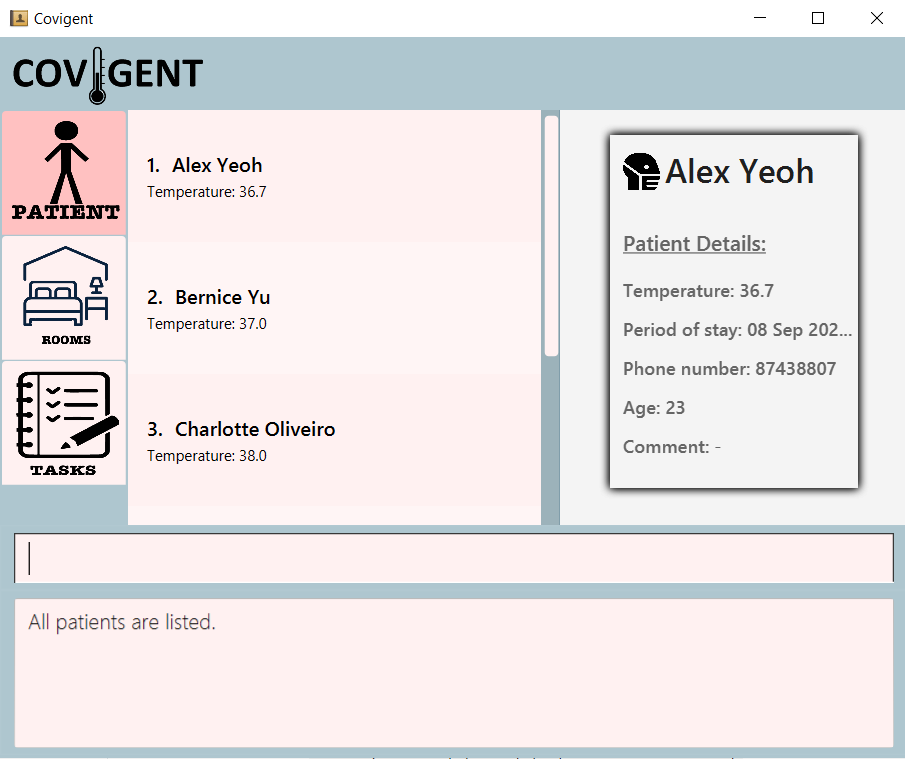 Covigent
COVIGENT
PATIENT
ROOMS
TASKS
1. Alex Yeoh
Temperature: 36.7
2. Bernice Yu
Temperature: 37.0
3. Charlotte Oliveiro
Temperature: 38.0
Alex Yeoh
Patient Details:
Temperature: 36.7
Period of stay: 08 Sep 202...
Phone number: 87438807
Age: 23
Comment: -
All patients are listed.